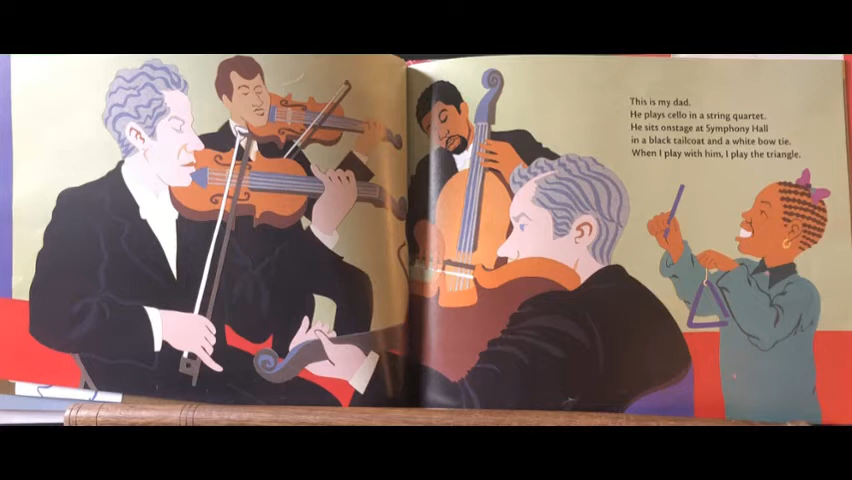 This is my dad.
He plays cello in a string quartet.
He sits onstage at Symphony Hall
in a black tailcoat and a white bow tie.
When I play with him, I play the triangle.